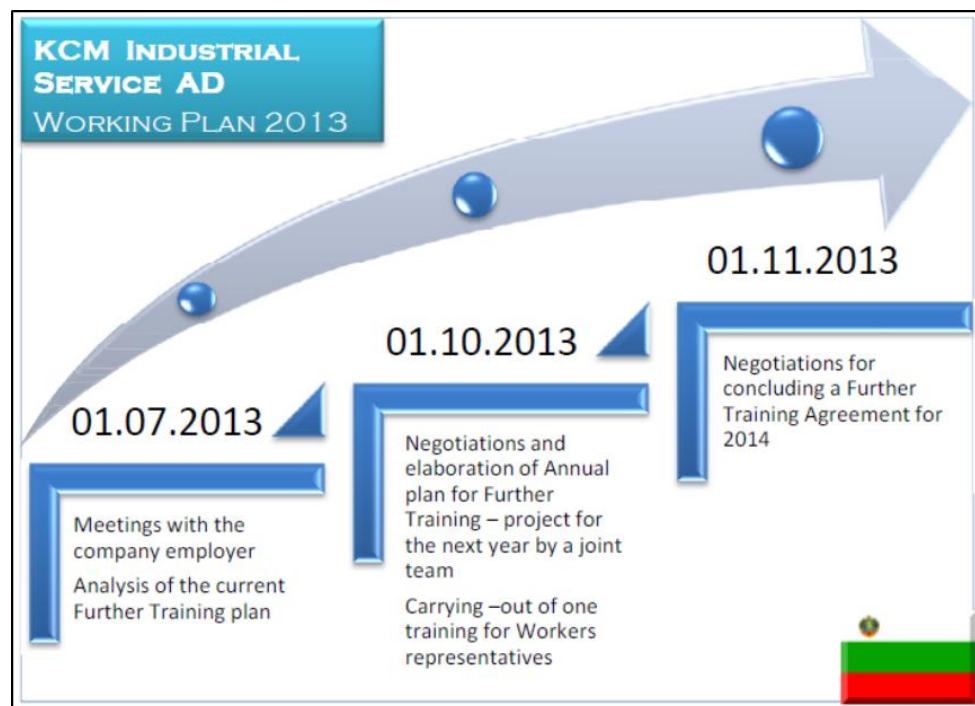 KCM INDUSTRIAL
SERVICE AD
WORKING PLAN 2013
01.07.2013
Meetings with the
company employer
Analysis of the current
Further Training plan
01.10.2013
Negotiations and
elaboration of Annual
plan for Further
Training – project for
the next year by a joint
team
Carrying –out of one
training for Workers
representatives
01.11.2013
Negotiations for
concluding a Further
Training Agreement for
2014